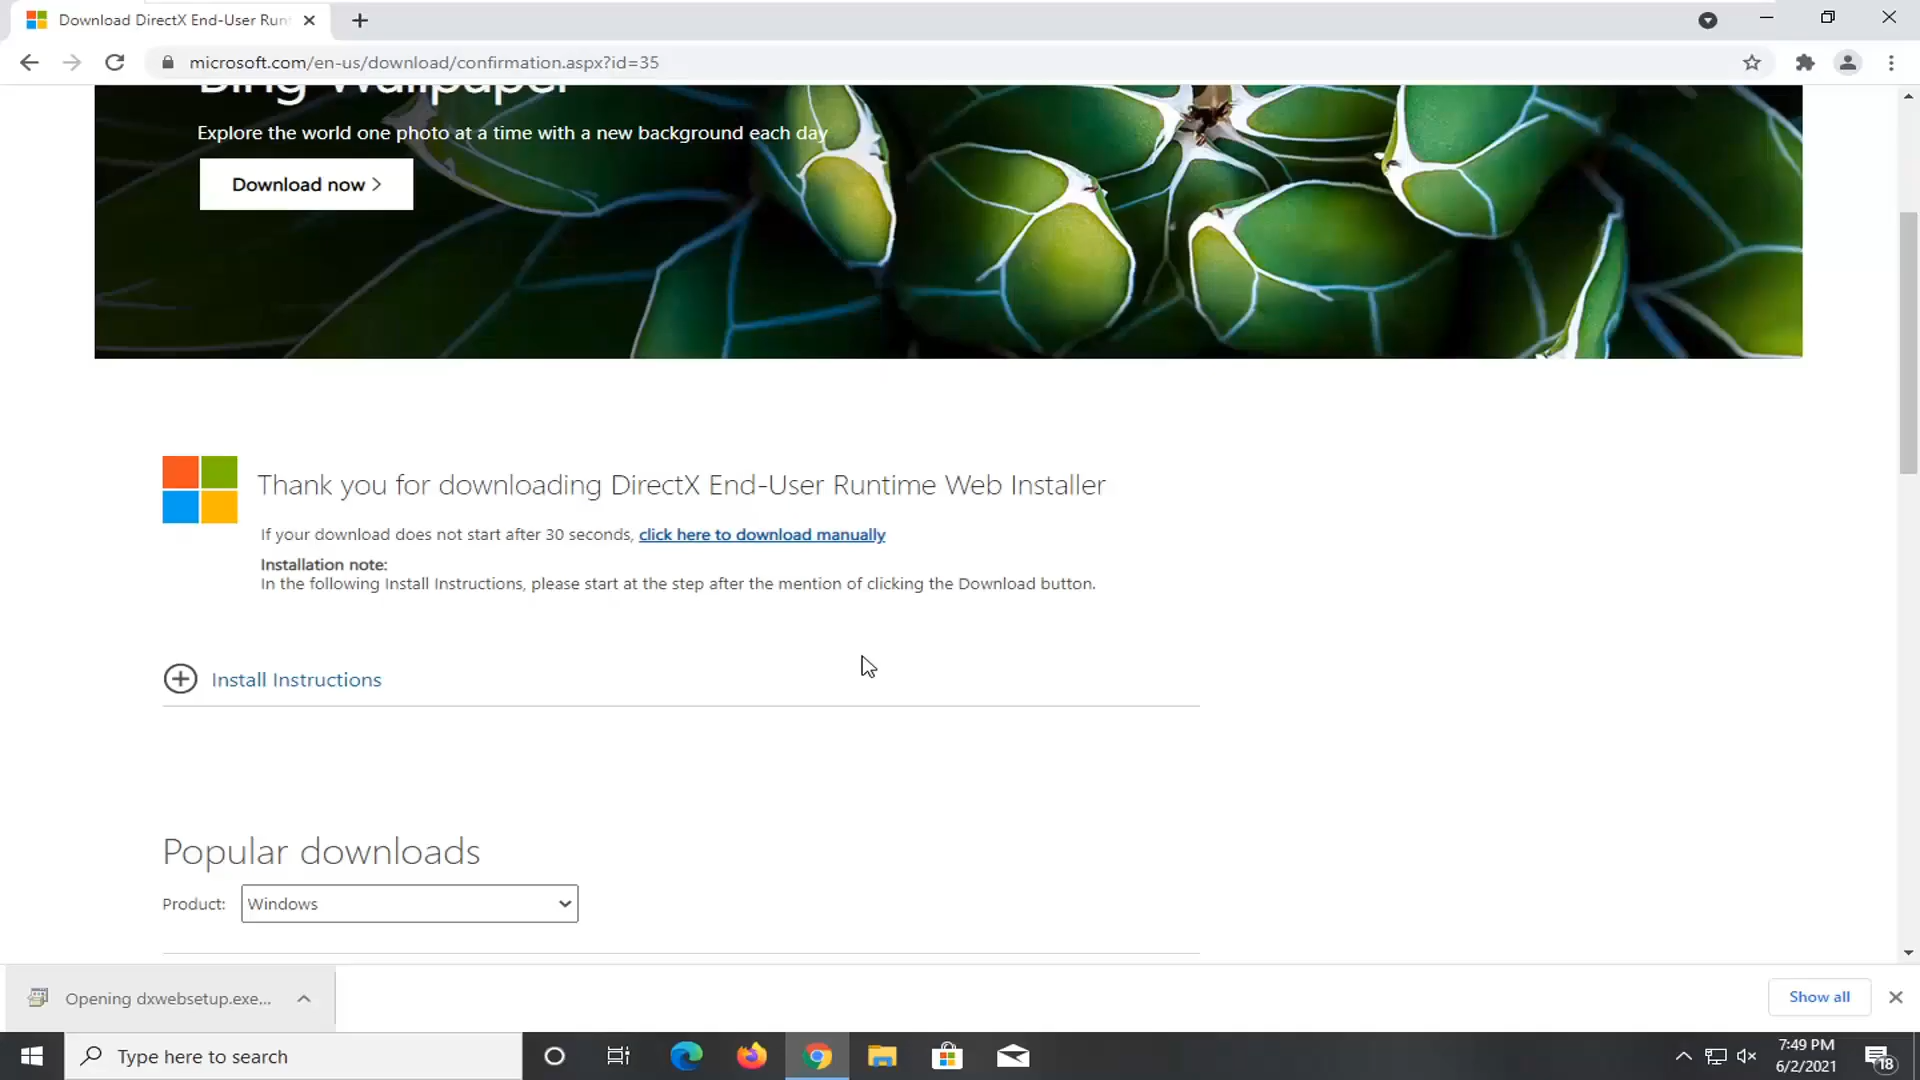 Download DirectX End-User Runt
microsoft.com/en-us/download/confirmation.aspx?id=35
Bing Wallpaper
Explore the world one photo at a time with a new background each day
Download now >
Thank you for downloading DirectX End-User Runtime Web Installer
If your download does not start after 30 seconds, click here to download manually
Installation note:
In the following Install Instructions, please start at the step after the mention of clicking the Download button.
Install Instructions
Popular downloads
Product: Windows
Opening dxwebsetup.exe...
Show all
Type here to search
7:49 PM
6/2/2021
18